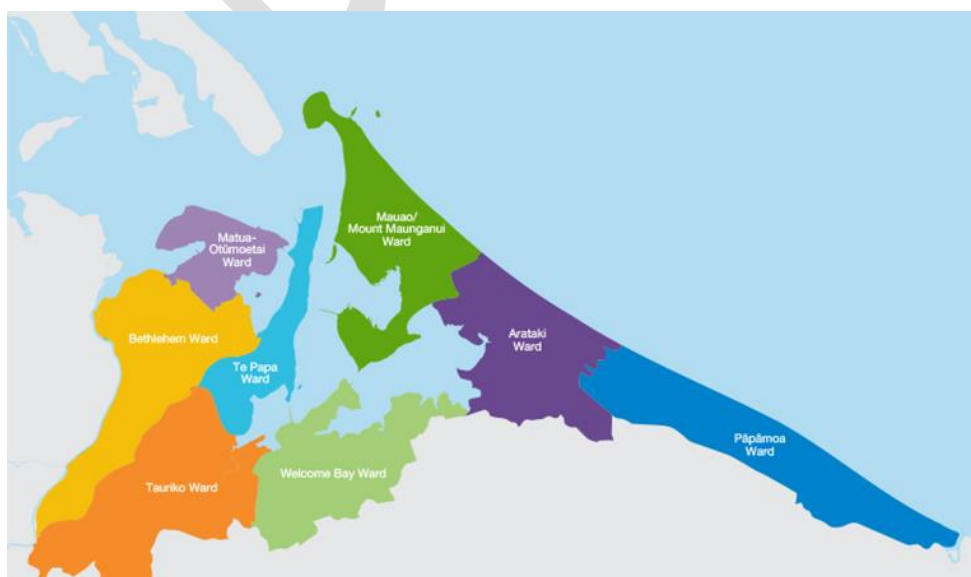 Mauao/
Mount Maunganui
Ward
Matua-
Otūmoetai
Ward
Bethlehem Ward
Te Papa
Ward
Arataki
Ward
Pāpāmoa
Ward
Welcome Bay Ward
Tauriko Ward